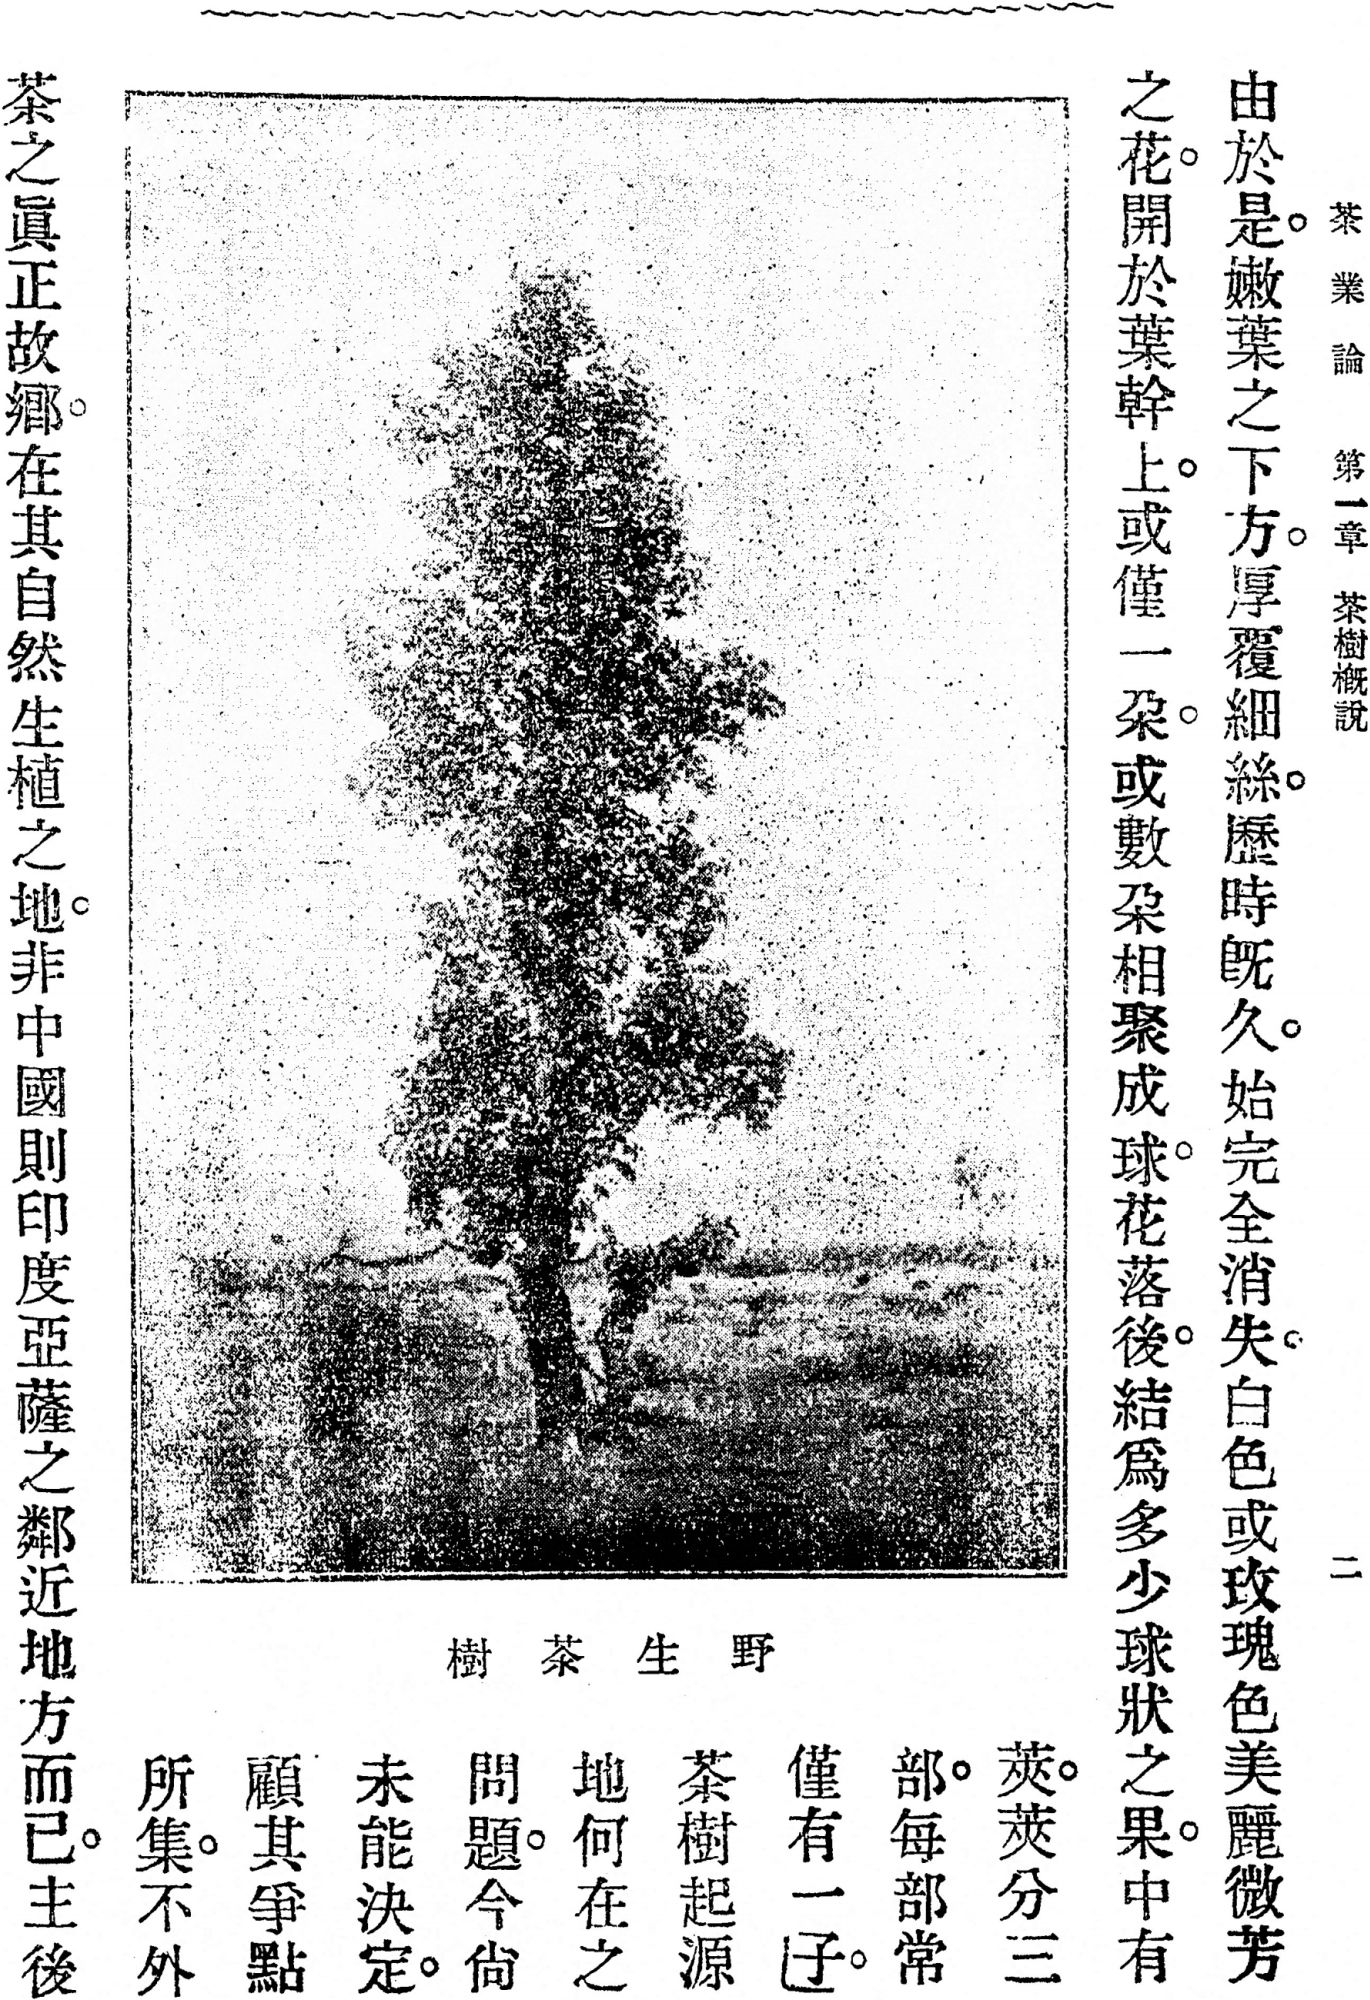 茶業論　第一章　茶樹概説　二
由於是。嫩葉之下方。厚覆細絲。歷時旣久。始完全消失。白色或玫瑰色美麗微芳
之花。開於葉幹上。或僅一朶。或數朶相聚成球。花落後。結爲多少球狀之果。中有
莢。莢分三
部。每部常
僅有一子」。
茶樹起源
地何在之
問題。今尙
未能決定。
顧其爭點
所集。不外
茶之眞正故鄕。在其自然生植之地。非中國則印度亞薩之鄰近地方而已。主後
野生茶樹